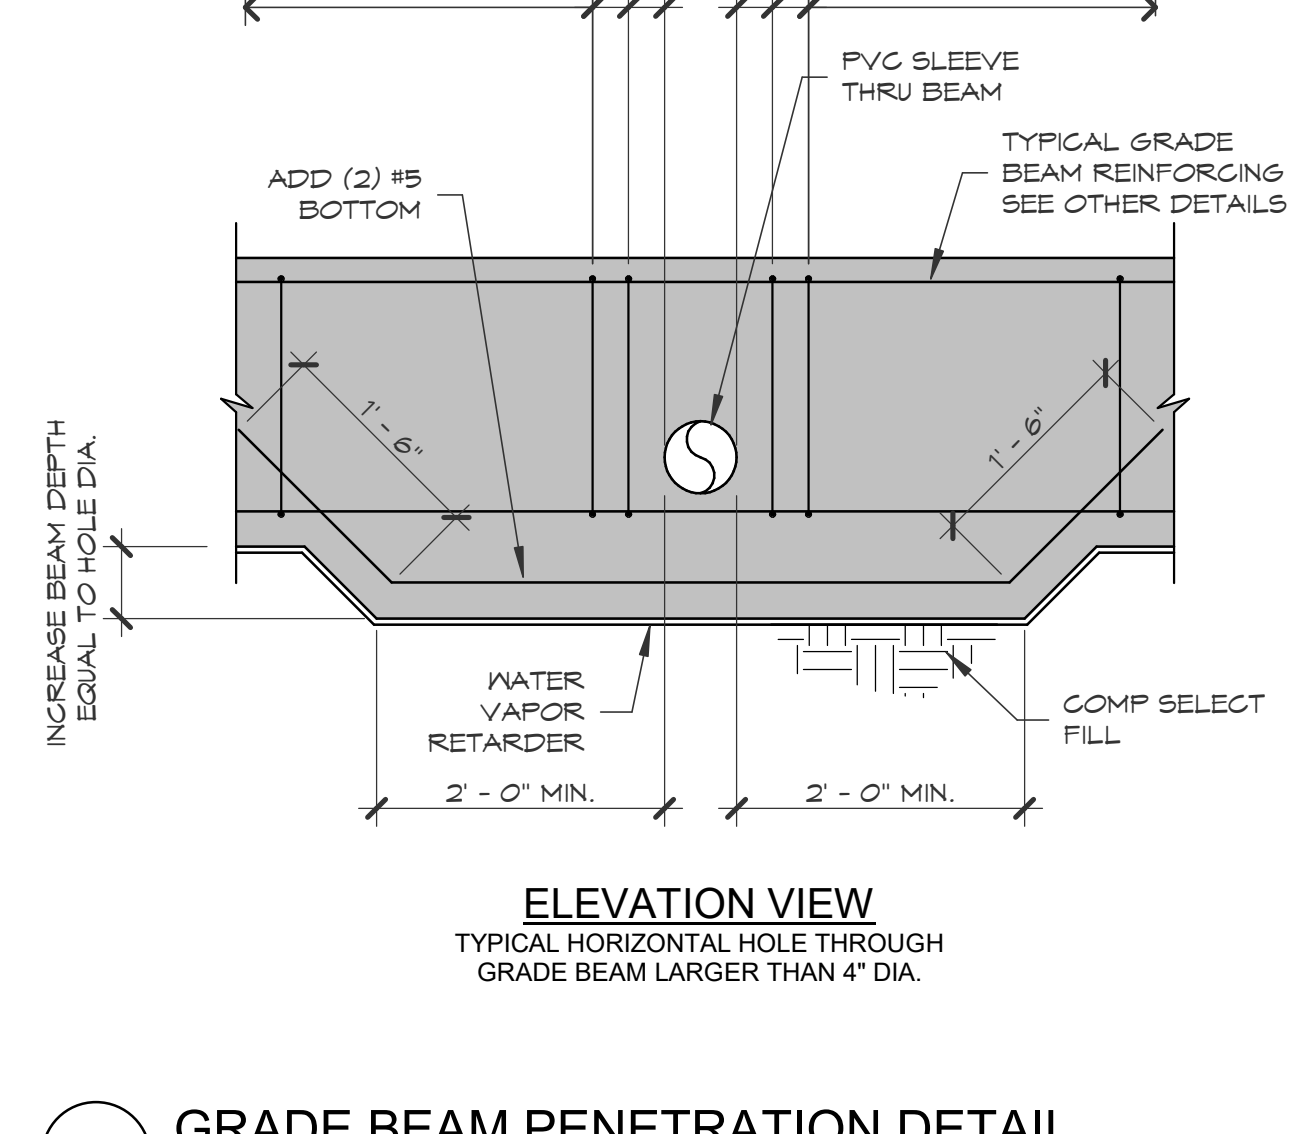 PVC SLEEVE
THRU BEAM
TYPICAL GRADE
BEAM REINFORCING
SEE OTHER DETAILS
ADD (2) #5
BOTTOM
1' - 6"
1' - 6"
INCREASE BEAM DEPTH
EQUAL TO HOLE DIA.
WATER
VAPOR
RETARDER
COMP SELECT
FILL
2' - 0" MIN.
2' - 0" MIN.
ELEVATION VIEW
TYPICAL HORIZONTAL HOLE THROUGH
GRADE BEAM LARGER THAN 4" DIA.
GRADE BEAM PENETRATION DETAIL